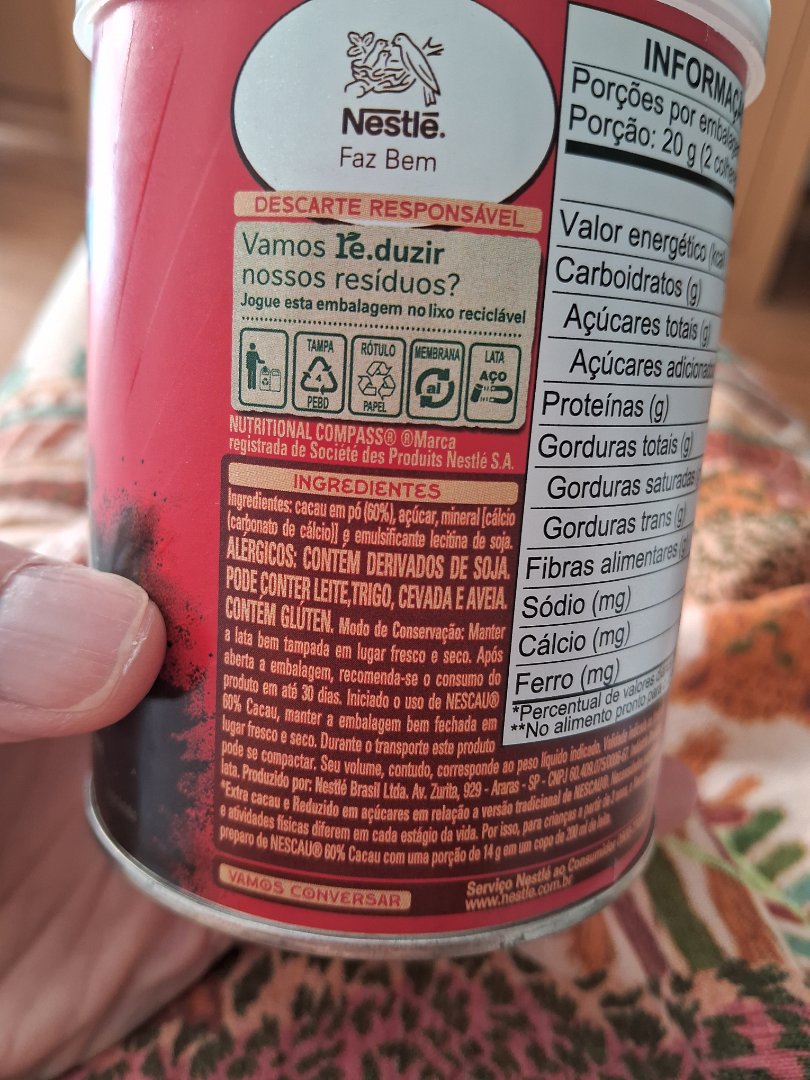 Nestlé.
Faz Bem
DESCARTE RESPONSÁVEL
Vamos re.duzir
nossos resíduos?
Jogue esta embalagem no lixo reciclável
TAMPA
4
PEBD
RÓTULO
PAPEL
MEMBRANA
al
LATA
AÇO
NUTRITIONAL COMPASS® ®Marca
registrada de Société des Produits Nestlé S.A.
INGREDIENTES
Ingredientes: cacau em pó (60%), açúcar, mineral [cálcio
(carbonato de cálcio)] e emulsificante lecitina de soja.
ALÉRGICOS: CONTÉM DERIVADOS DE SOJA.
PODE CONTER LEITE, TRIGO, CEVADA E AVEIA.
CONTÉM GLÚTEN. Modo de Conservação: Manter
a lata bem tampada em lugar fresco e seco. Após
aberta a embalagem, recomenda-se o consumo do
produto em até 30 dias. Iniciado o uso de NESCAU®
60% Cacau, manter a embalagem bem fechada em
lugar fresco e seco. Durante o transporte este produto
pode se compactar. Seu volume, contudo, corresponde ao peso líquido indicado. Validade
lata. Produzido por: Nestlé Brasil Ltda. Av. Zurita, 929 - Araras - SP - CNPJ
*Extra cacau e Reduzido em açúcares em relação a versão tradicional de NESCAU®.
e atividades físicas diferem em cada estágio da vida. Por isso, para crianças a partir de
preparo de NESCAU® 60% Cacau com uma porção de 14 g em um copo de 200 ml de leite.
VAMOS CONVERSAR
Serviço Nestlé ao Consumidor
www.nestle.com.br
INFORMAÇ
Porções por embalage
Porção: 20 g (2 colhe
Valor energético (kcal
Carboidratos (g)
Açúcares totais (g)
Açúcares adicionad
Proteínas (g)
Gorduras totais (g)
Gorduras saturadas
Gorduras trans (g)
Fibras alimentares (g)
Sódio (mg)
Cálcio (mg)
Ferro (mg)
*Percentual de valores
**No alimento pronto